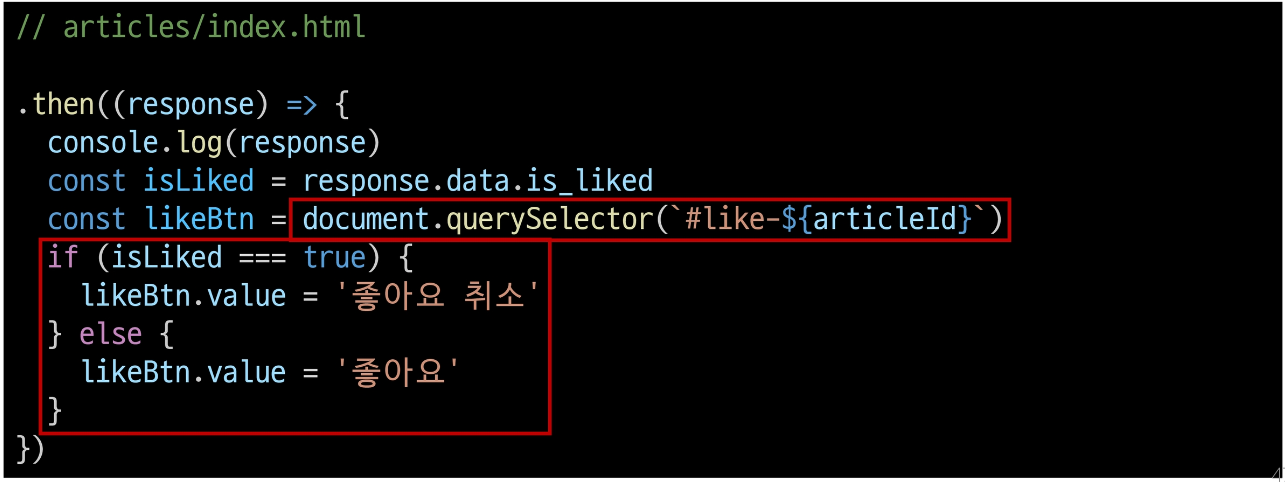 // articles/index.html
.then((response) => {
console.log(response)
const isLiked = response.data.is_liked
const likeBtn = document.querySelector(`#like-${articleId}`)
if (isLiked === true) {
likeBtn.value = '좋아요 취소'
} else {
likeBtn.value = '좋아요'
}
})